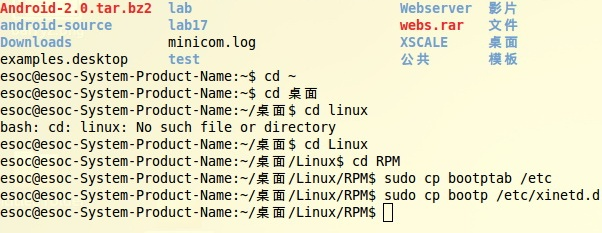 Android-2.0.tar.bz2 lab Webserver 影片
android-source lab17 webs.rar 文件
Downloads minicom.log XSCALE 桌面
examples.desktop test 公共 模板
esoc@esoc-System-Product-Name:~$ cd ~
esoc@esoc-System-Product-Name:~$ cd 桌面
esoc@esoc-System-Product-Name:~/桌面$ cd linux
bash: cd: linux: No such file or directory
esoc@esoc-System-Product-Name:~/桌面$ cd Linux
esoc@esoc-System-Product-Name:~/桌面/Linux$ cd RPM
esoc@esoc-System-Product-Name:~/桌面/Linux/RPM$ sudo cp bootptab /etc
esoc@esoc-System-Product-Name:~/桌面/Linux/RPM$ sudo cp bootp /etc/xinetd.d
esoc@esoc-System-Product-Name:~/桌面/Linux/RPM$